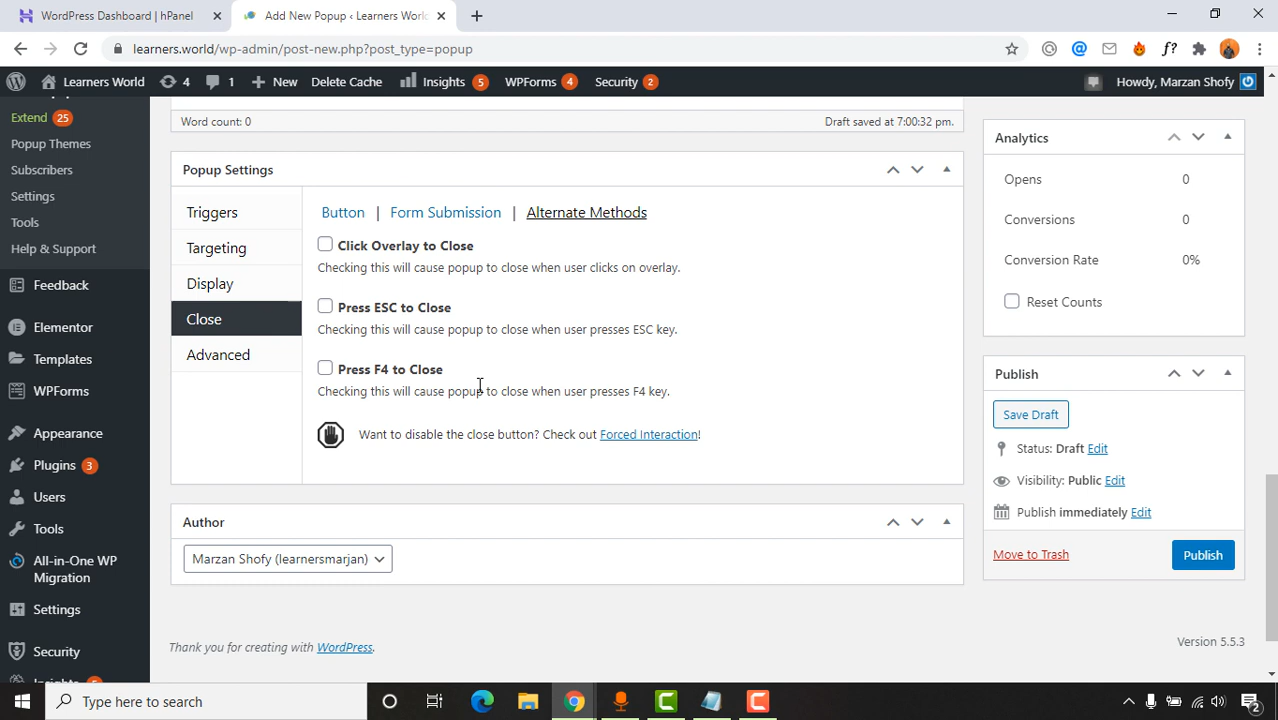 WordPress Dashboard | hPanel
Add New Popup ‹ Learners World
learners.world/wp-admin/post-new.php?post_type=popup
Learners World
4
1
New
Delete Cache
Insights 5
WPForms 4
Security 2
Howdy, Marzan Shofy
Extend 25
Popup Themes
Subscribers
Settings
Tools
Help & Support
Feedback
Elementor
Templates
WPForms
Appearance
Plugins 3
Users
Tools
All-in-One WP
Migration
Settings
Security
Word count: 0
Draft saved at 7:00:32 pm.
Popup Settings
Triggers
Targeting
Display
Close
Advanced
Button | Form Submission | Alternate Methods
Click Overlay to Close
Checking this will cause popup to close when user clicks on overlay.
Press ESC to Close
Checking this will cause popup to close when user presses ESC key.
Press F4 to Close
Checking this will cause popup to close when user presses F4 key.
Want to disable the close button? Check out Forced Interaction!
Author
Marzan Shofy (learnersmarjan)
Thank you for creating with WordPress.
Analytics
Opens 0
Conversions 0
Conversion Rate 0%
Reset Counts
Publish
Save Draft
Status: Draft Edit
Visibility: Public Edit
Publish immediately Edit
Move to Trash
Publish
Version 5.5.3
Type here to search
2